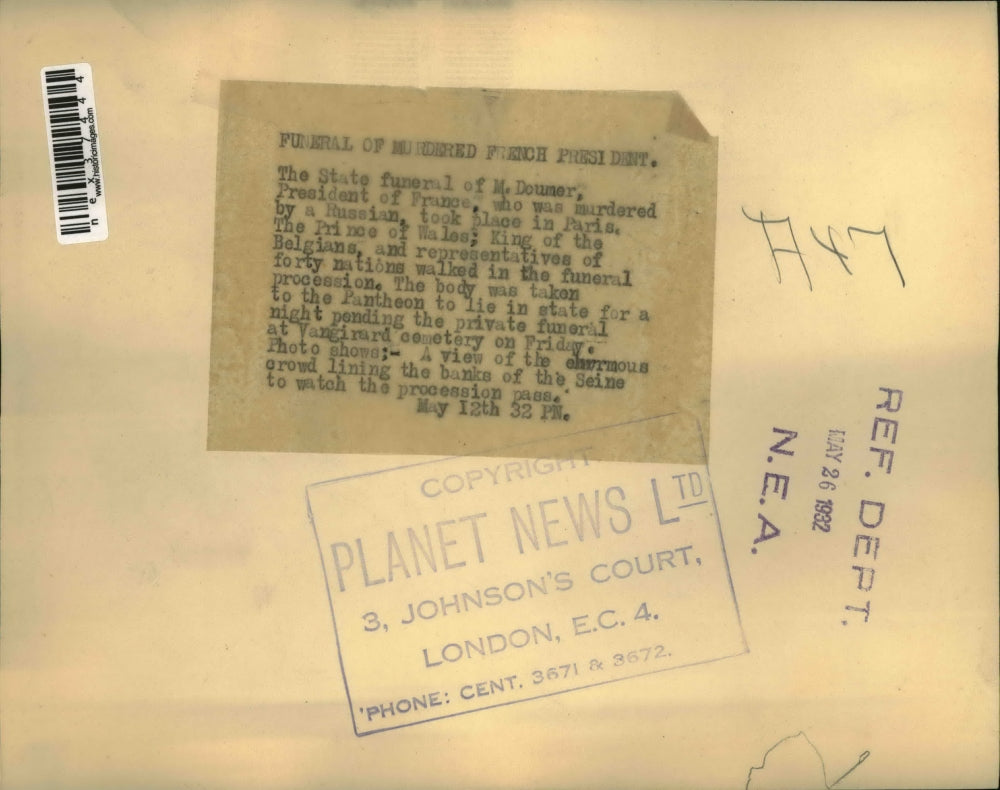 FUNERAL OF MURDERED FRENCH PRESIDENT.
The State funeral of M. Doumer,
President of France, who was murdered
by a Russian, took place in Paris.
The Prince of Wales; King of the
Belgians, and representatives of
forty nations walked in the funeral
procession. The body was taken
to the Pantheon to lie in state for a
night pending the private funeral
at Vangirard cemetery on Friday.
Photo shows;- A view of the enormous
crowd lining the banks of the Seine
to watch the procession pass.
May 12th 32 PN.
COPYRIGHT
PLANET NEWS LTD
3, JOHNSON'S COURT,
LONDON, E.C. 4.
'PHONE: CENT. 3671 & 3672.
REF. DEPT.
MAY 26 1932
N.E.A.
www.historicimages.com